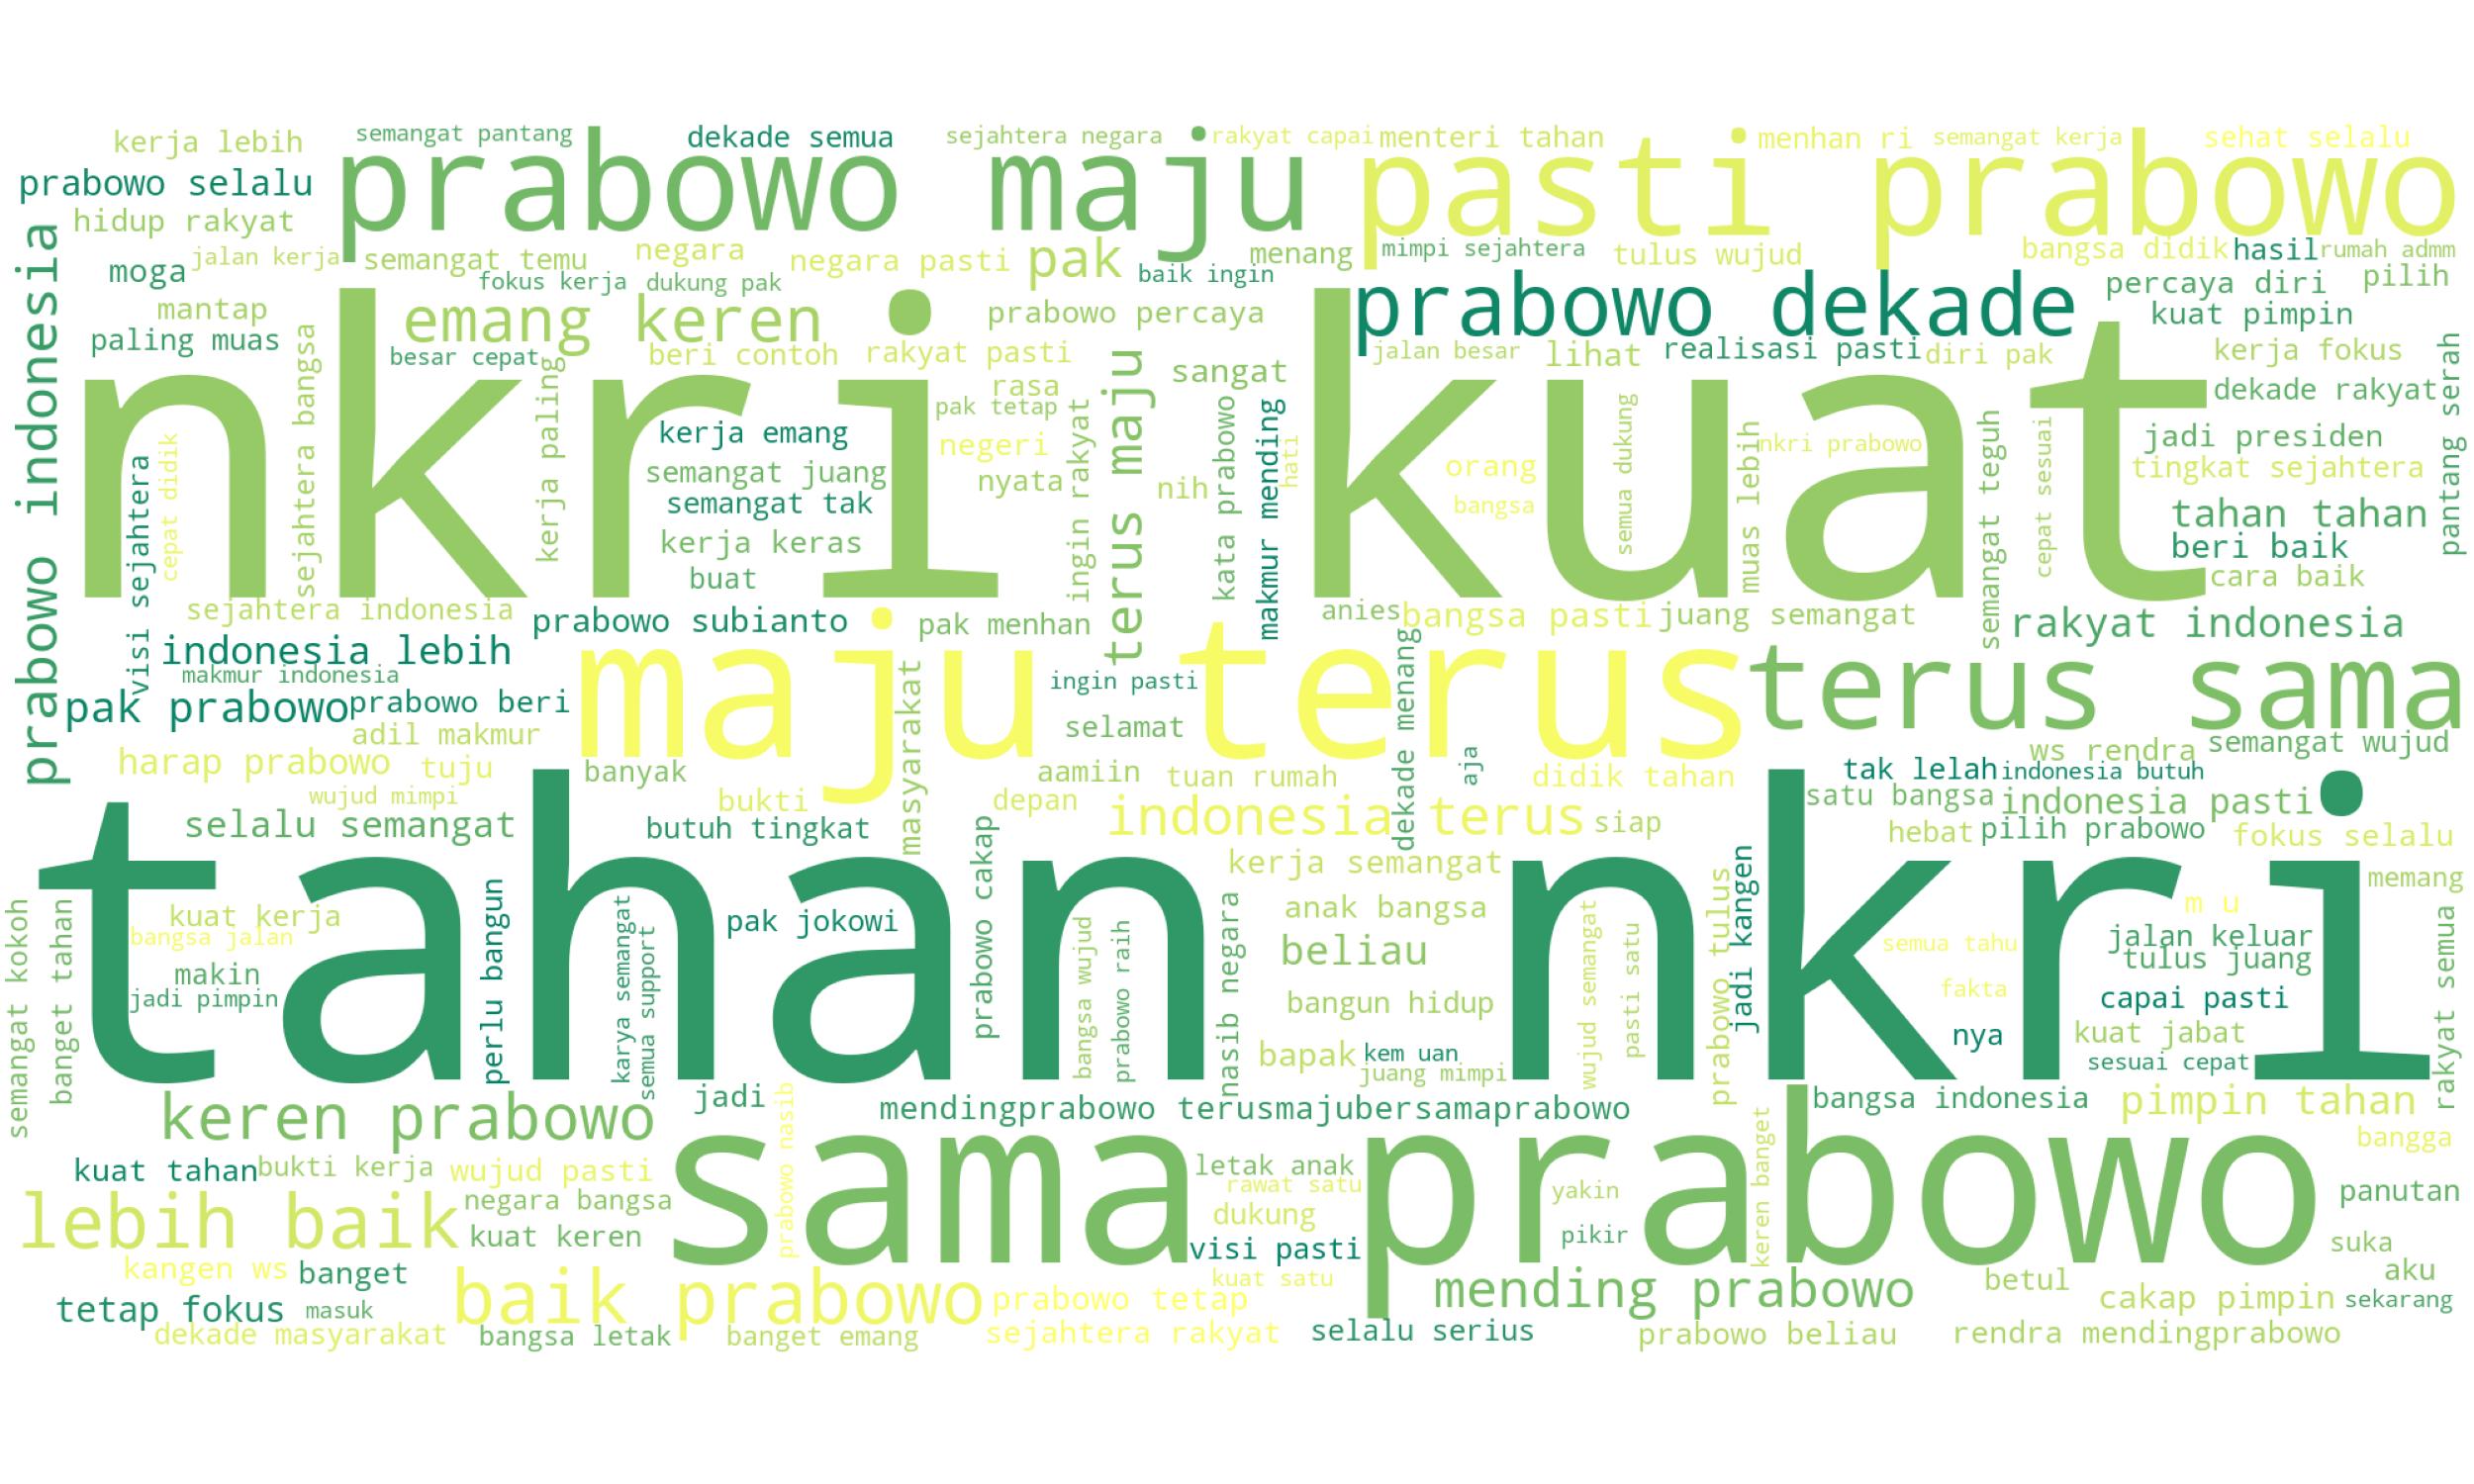 kerja lebih
semangat pantang
dekade semua
sejahtera negara
rakyat capai
menteri tahan
menhan ri
semangat kerja
sehat selalu
prabowo selalu
prabowo maju
pasti prabowo
hidup rakyat
prabowo indonesia
moga
jalan kerja
semangat temu
negara
negara pasti
pak
menang
mimpi sejahtera
tulus wujud
bangsa didik
hasil
rumah admm
fokus kerja
dukung pak
baik ingin
percaya diri
pilih
mantap
emang keren
prabowo percaya
prabowo dekade
kuat pimpin
paling muas
besar cepat
beri contoh
rakyat pasti
jalan besar
lihat
realisasi pasti
diri pak
kerja fokus
sejahtera bangsa
kerja paling
rasa
terus maju
sangat
dekade rakyat
pantang serah
nkri kuat
pak tetap
cepat didik
kerja emang
negeri
ingin rakyat
kata prabowo
makmur mending
hati
orang
semua dukung
muas lebih
nkri prabowo
semangat teguh
cepat sesuai
jadi presiden
visi sejahtera
semangat juang
nyata
nih
bangsa
tingkat sejahtera
semangat tak
tahan tahan
kerja keras
beri baik
buat
cara baik
sejahtera indonesia
prabowo subianto
pak menhan
anies
bangsa pasti
juang semangat
rakyat indonesia
indonesia lebih
maju terus
terus sama
makmur indonesia
ingin pasti
pak prabowo
prabowo beri
masyarakat
selamat
dekade menang
adil makmur
ws rendra
semangat wujud
harap prabowo
tuju
banyak
aamiin
tuan rumah
aja
didik tahan
tak lelah
indonesia butuh
wujud mimpi
bukti
depan
indonesia terus
satu bangsa
indonesia pasti
selalu semangat
butuh tingkat
siap
hebat
pilih prabowo
fokus selalu
tahan nkri
prabowo cakap
kerja semangat
memang
semangat kokoh
bangsa tahan
banget tahan
kuat kerja
bangsa jalan
perlu bangun
karya semangat
semua support
pak jokowi
bangsa wujud
prabowo raih
nasib negara
anak bangsa
beliau
wujud semangat
pasti satu
prabowo tulus
jadi kangen
semua tahu
m u
jalan keluar
tulus juang
rakyat semua
makin
jadi pimpin
bangun hidup
fakta
capai pasti
nya
kuat jabat
bapak
kem uan
juang mimpi
sesuai cepat
keren prabowo
jadi
prabowo nasib
mendingprabowo terusmajubersamaprabowo
keren banget
bangsa indonesia
pimpin tahan
sama prabowo
bangga
kuat tahan
bukti kerja
wujud pasti
letak anak
rawat satu
yakin
panutan
lebih baik
negara bangsa
dukung
kuat keren
visi pasti
pikir
suka
kangen ws
banget
baik prabowo
kuat satu
mending prabowo
betul
aku
tetap fokus
masuk
prabowo tetap
cakap pimpin
sekarang
dekade masyarakat
bangsa letak
banget emang
sejahtera rakyat
selalu serius
prabowo beliau
rendra mendingprabowo